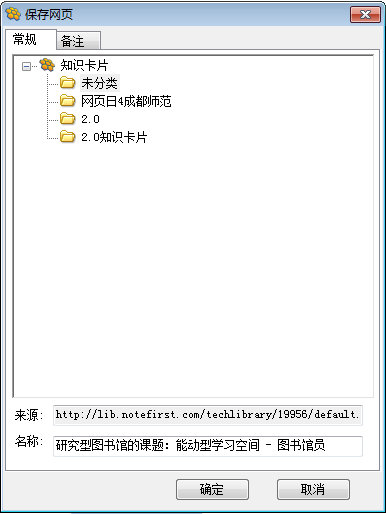 保存网页
常规 备注
知识卡片
未分类
网页日4成都师范
2.0
2.0知识卡片
来源: http://lib.notefirst.com/techlibrary/19956/default.
名称: 研究型图书馆的课题：能动型学习空间 - 图书馆员
确定 取消